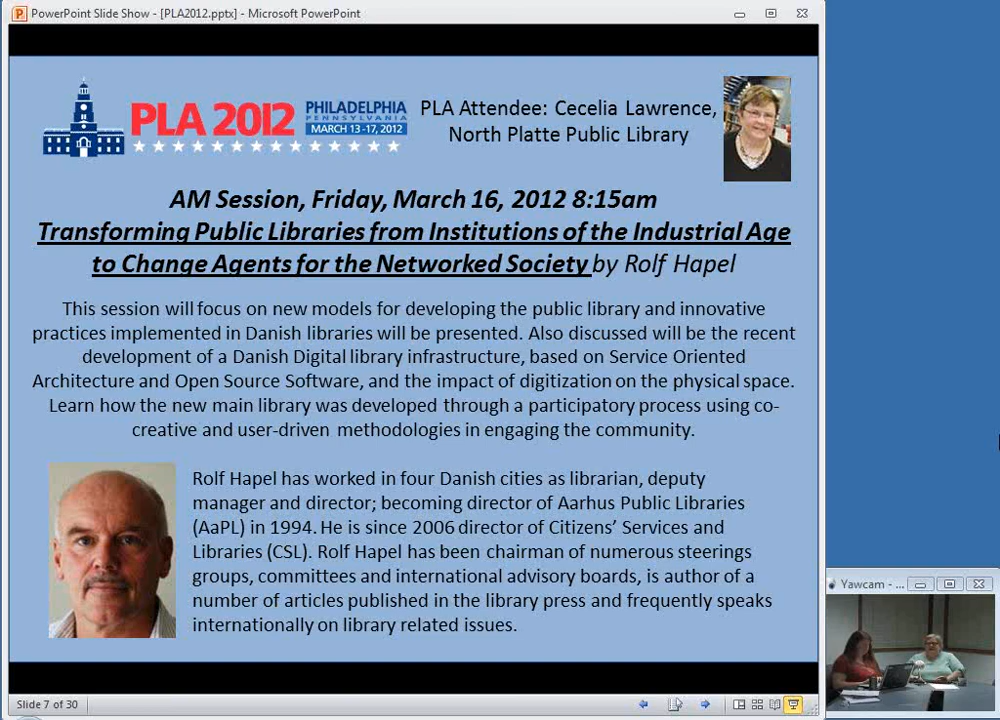 PowerPoint Slide Show - [PLA2012.pptx] - Microsoft PowerPoint
PLA 2012
PHILADELPHIA
PENNSYLVANIA
MARCH 13-17, 2012
PLA Attendee: Cecelia Lawrence,
North Platte Public Library
AM Session, Friday, March 16, 2012 8:15am
Transforming Public Libraries from Institutions of the Industrial Age
to Change Agents for the Networked Society by Rolf Hapel
This session will focus on new models for developing the public library and innovative
practices implemented in Danish libraries will be presented. Also discussed will be the recent
development of a Danish Digital library infrastructure, based on Service Oriented
Architecture and Open Source Software, and the impact of digitization on the physical space.
Learn how the new main library was developed through a participatory process using co-
creative and user-driven methodologies in engaging the community.
Rolf Hapel has worked in four Danish cities as librarian, deputy
manager and director; becoming director of Aarhus Public Libraries
(AaPL) in 1994. He is since 2006 director of Citizens’ Services and
Libraries (CSL). Rolf Hapel has been chairman of numerous steerings
groups, committees and international advisory boards, is author of a
number of articles published in the library press and frequently speaks
internationally on library related issues.
Yawcam - ...
Slide 7 of 30